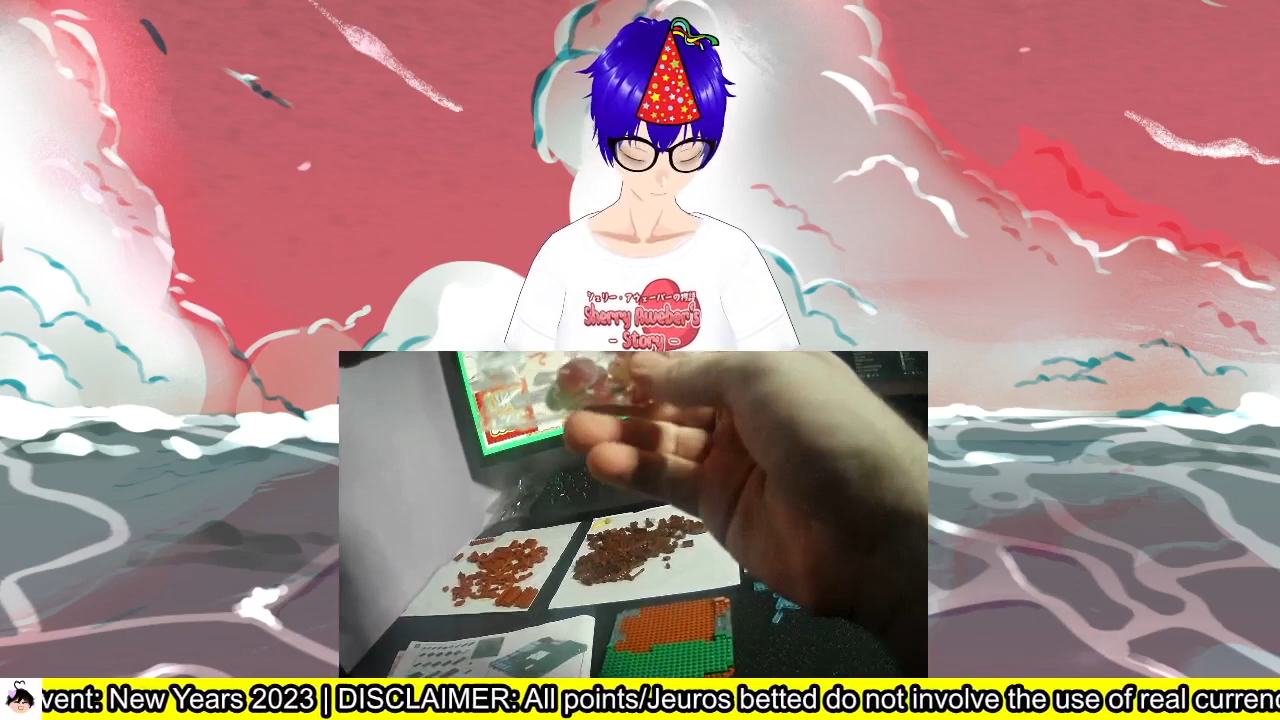 シェリー・アウェーバーの物語
Sherry Aweber's
- Story -
vent: New Years 2023 | DISCLAIMER: All points/Jeuros betted do not involve the use of real curren